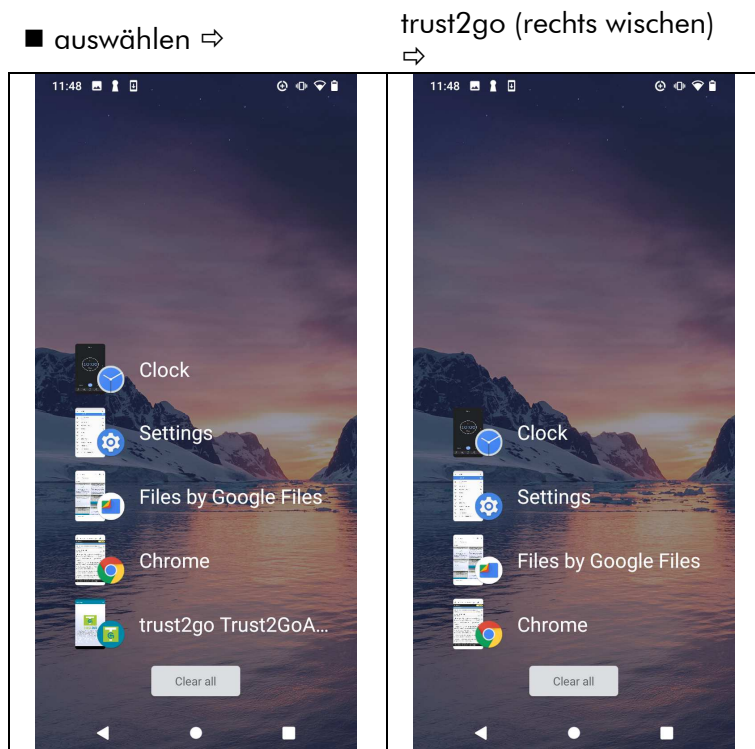 ■ auswählen ⇨
trust2go (rechts wischen)
⇨
11:48
Clock
Settings
Files by Google Files
Chrome
trust2go Trust2GoA...
Clear all
11:48
Clock
Settings
Files by Google Files
Chrome
Clear all